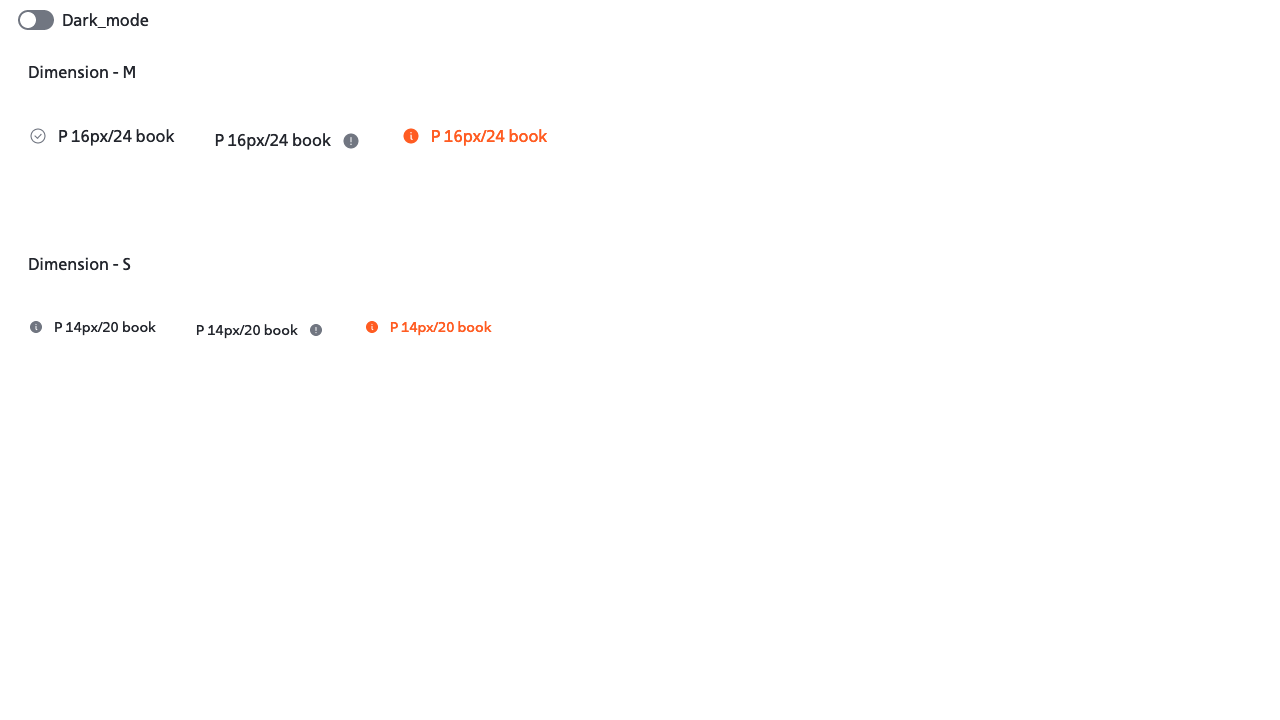 Dark_mode
Dimension - M
P 16px/24 book P 16px/24 book P 16px/24 book
Dimension - S
P 14px/20 book P 14px/20 book P 14px/20 book